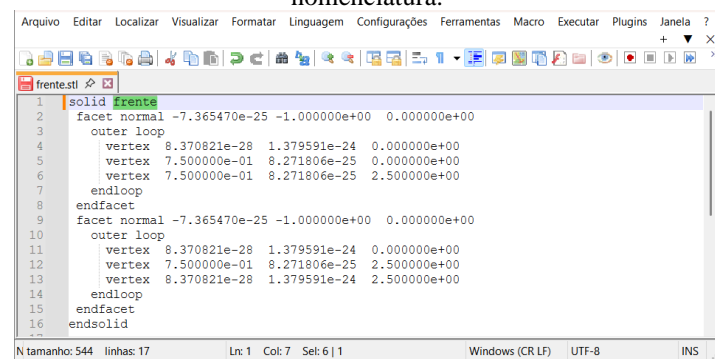 nomenclatura.
Arquivo Editar Localizar Visualizar Formatar Linguagem Configurações Ferramentas Macro Executar Plugins Janela ?
+ ▼ X
frente.stl
1 solid frente
2 facet normal -7.365470e-25 -1.000000e+00 0.000000e+00
3 outer loop
4 vertex 8.370821e-28 1.379591e-24 0.000000e+00
5 vertex 7.500000e-01 8.271806e-25 0.000000e+00
6 vertex 7.500000e-01 8.271806e-25 2.500000e+00
7 endloop
8 endfacet
9 facet normal -7.365470e-25 -1.000000e+00 0.000000e+00
10 outer loop
11 vertex 8.370821e-28 1.379591e-24 0.000000e+00
12 vertex 7.500000e-01 8.271806e-25 2.500000e+00
13 vertex 8.370821e-28 1.379591e-24 2.500000e+00
14 endloop
15 endfacet
16 endsolid
N tamanho: 544 linhas: 17 Ln: 1 Col: 7 Sel: 6 | 1 Windows (CR LF) UTF-8 INS